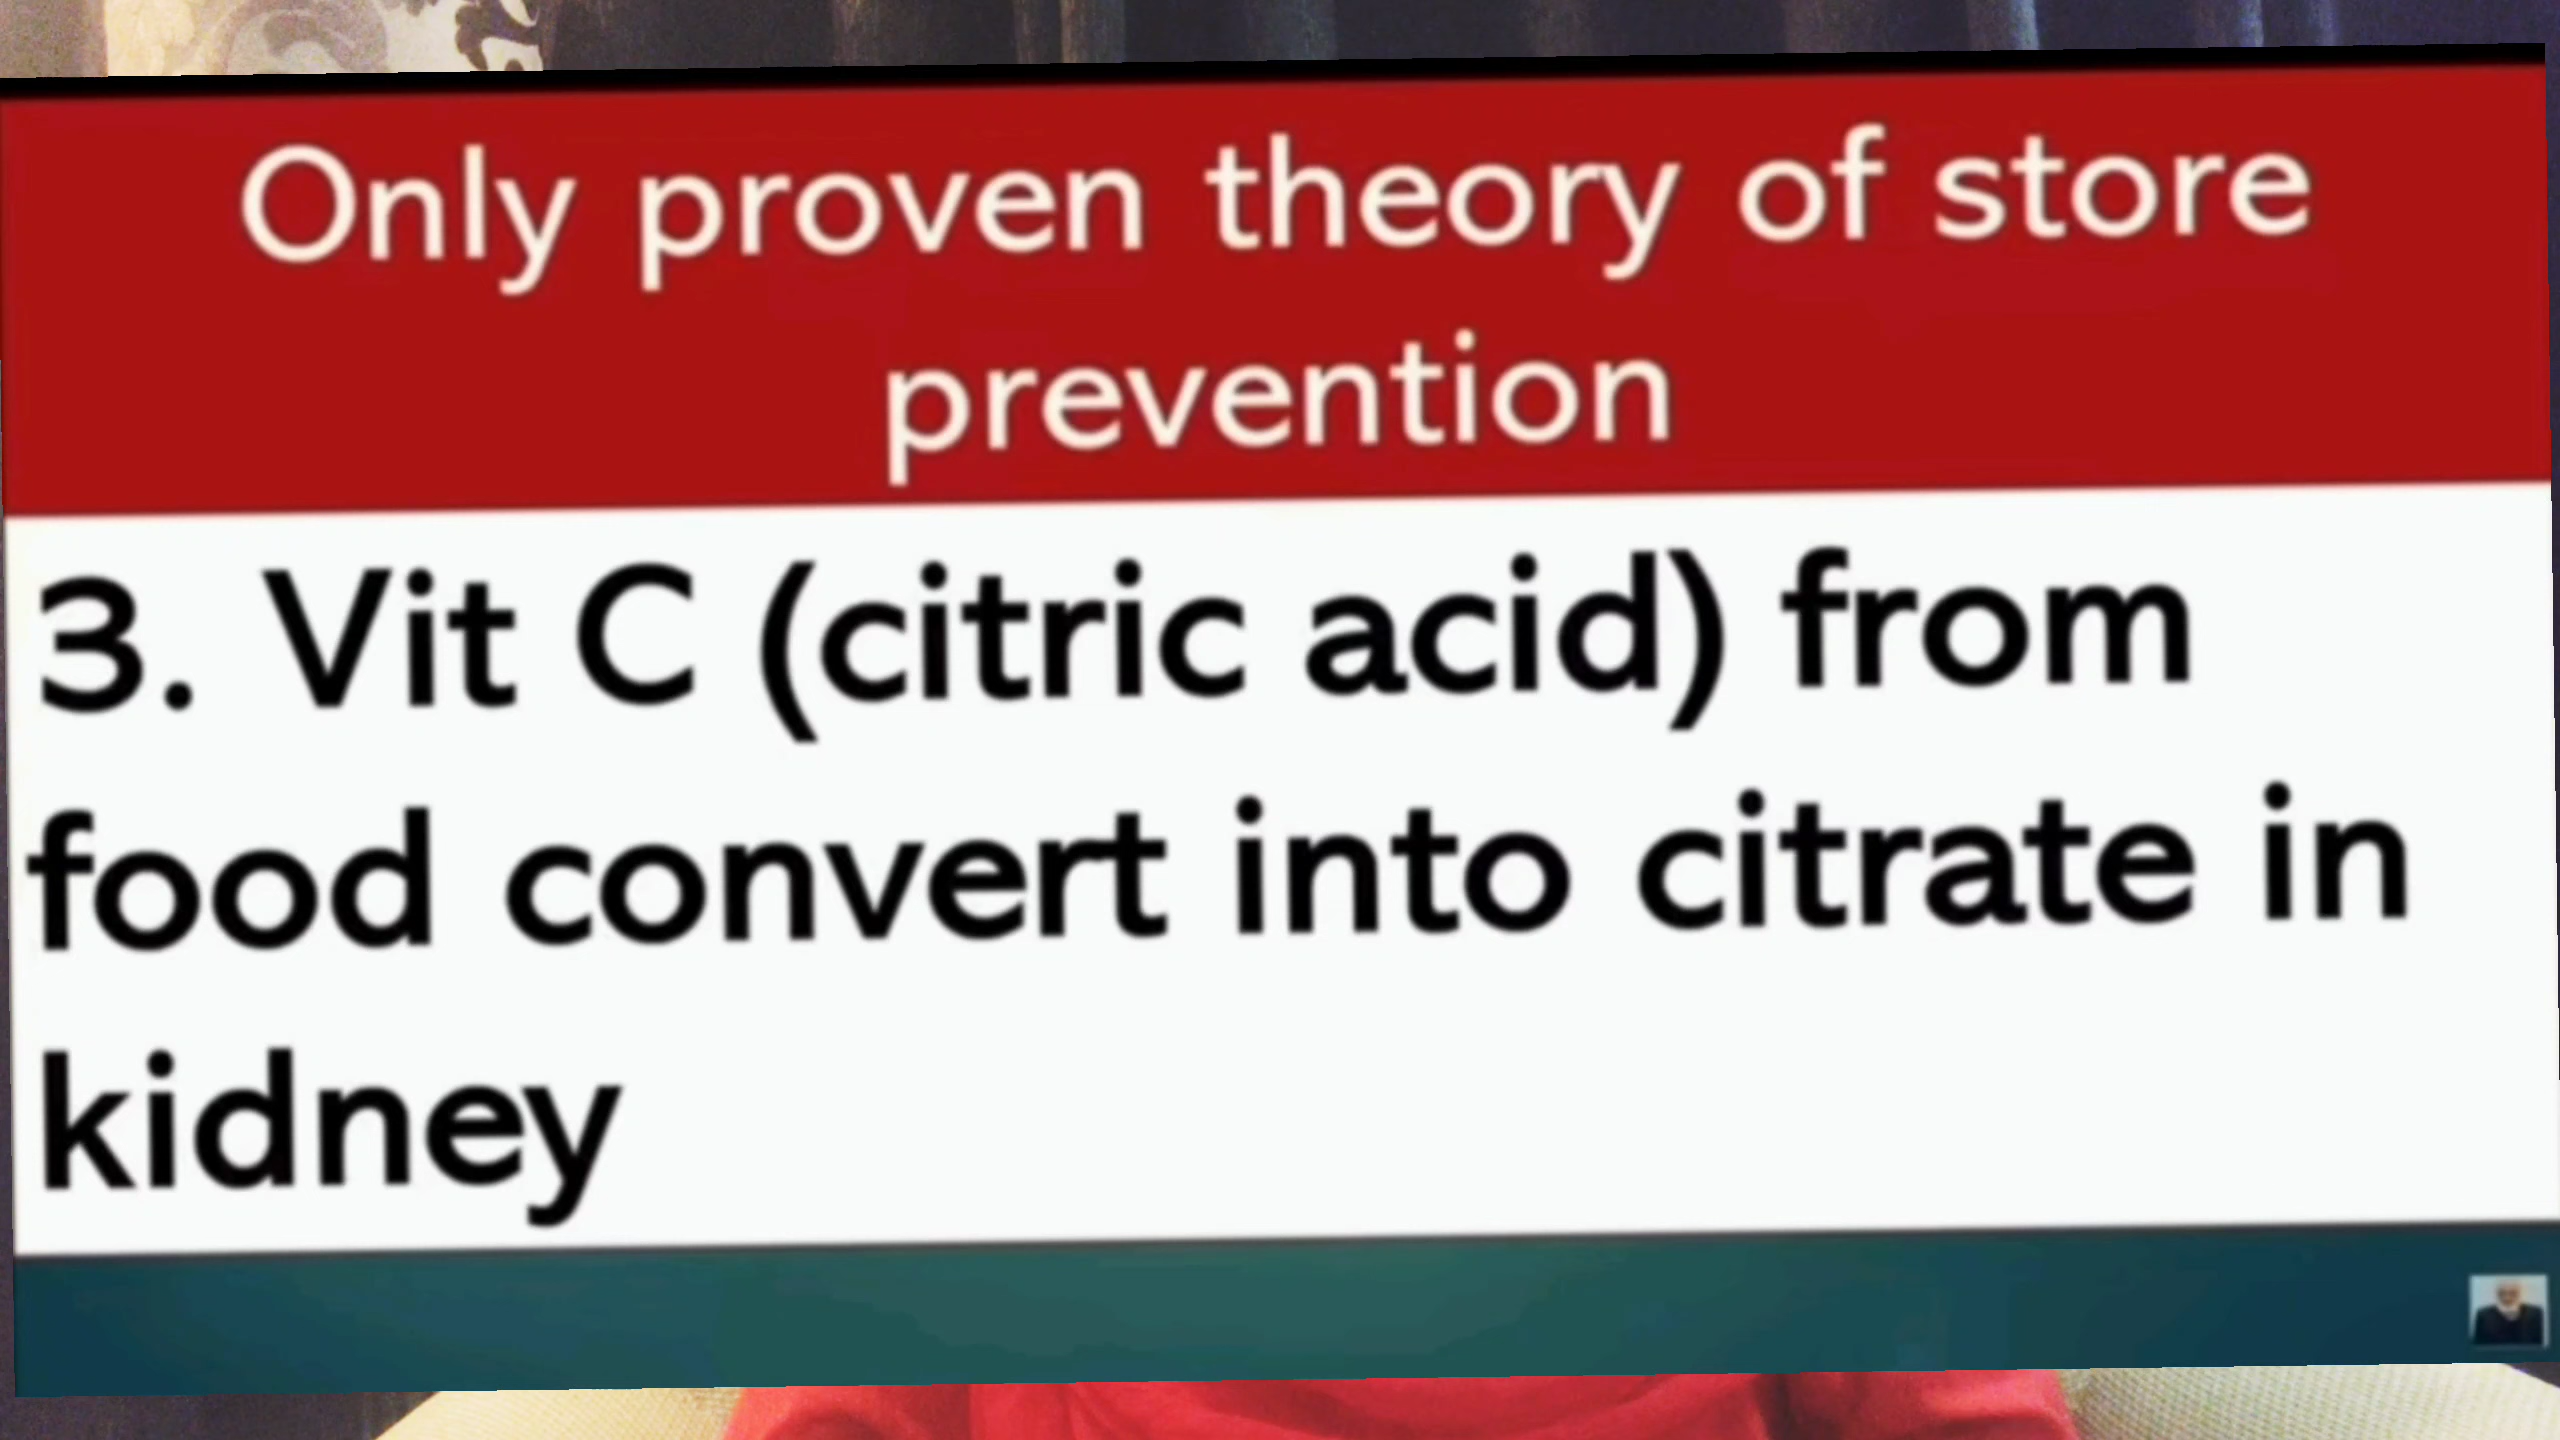 Only proven theory of store
prevention
3. Vit C (citric acid) from
food convert into citrate in
kidney